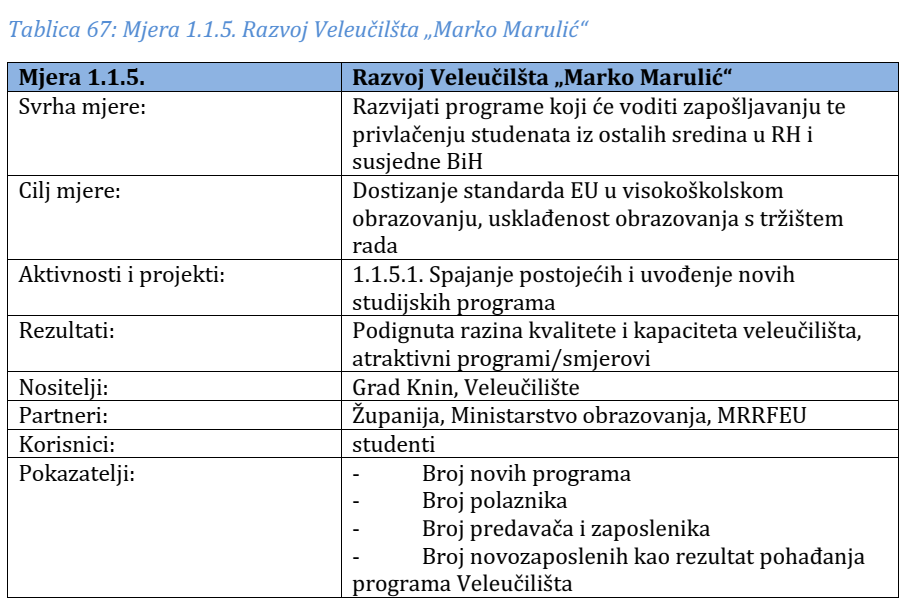 Tablica 67: Mjera 1.1.5. Razvoj Veleučilšta „Marko Marulić“
Mjera 1.1.5. Razvoj Veleučilšta „Marko Marulić“
Svrha mjere: Razvijati programe koji će voditi zapošljavanju te
privlačenju studenata iz ostalih sredina u RH i
susjedne BiH
Cilj mjere: Dostizanje standarda EU u visokoškolskom
obrazovanju, usklađenost obrazovanja s tržištem
rada
Aktivnosti i projekti: 1.1.5.1. Spajanje postojećih i uvođenje novih
studijskih programa
Rezultati: Podignuta razina kvalitete i kapaciteta veleučilišta,
atraktivni programi/smjerovi
Nositelji: Grad Knin, Veleučilište
Partneri: Županija, Ministarstvo obrazovanja, MRRFEU
Korisnici: studenti
Pokazatelji: - Broj novih programa
- Broj polaznika
- Broj predavača i zaposlenika
- Broj novozaposlenih kao rezultat pohađanja
programa Veleučilišta